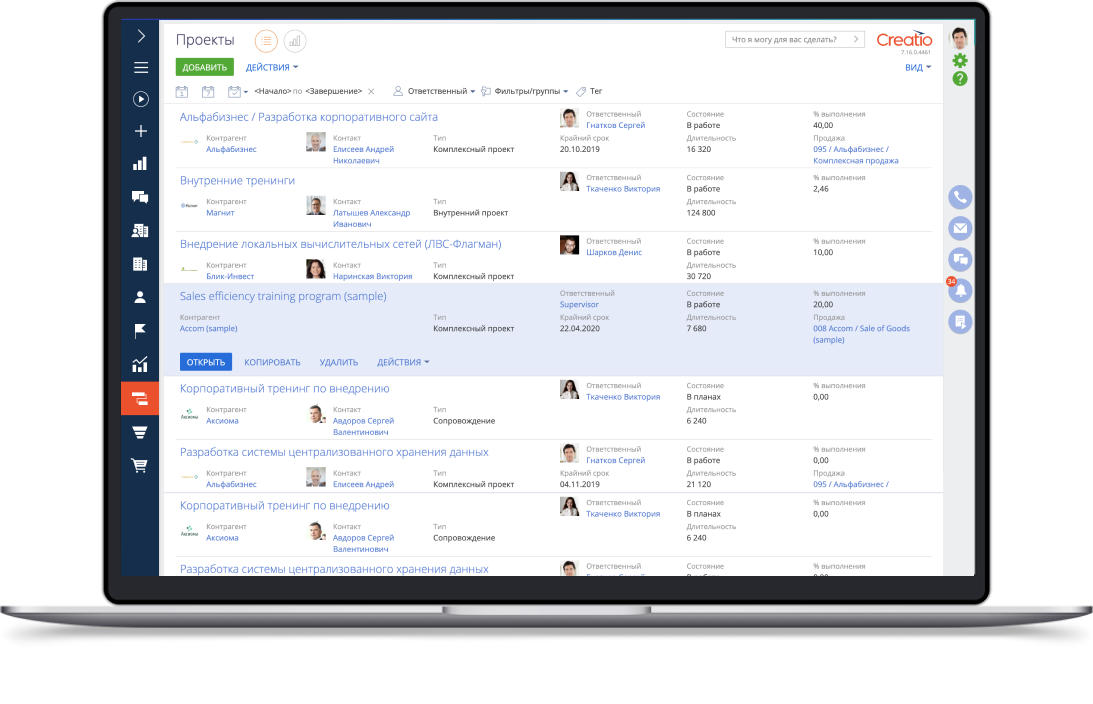 Проекты
Что я могу для вас сделать?
Creatio
7.16.0.4461
ДОБАВИТЬ
ДЕЙСТВИЯ
ВИД
<Начало> по <Завершение>
Ответственный
Фильтры/группы
Тег
Альфабизнес / Разработка корпоративного сайта
Ответственный Состояние % выполнения
Гнатков Сергей В работе 40,00
Контрагент Контакт Тип Крайний срок Длительность Продажа
Альфабизнес Елисеев Андрей Комплексный проект 20.10.2019 16 320 095 / Альфабизнес /
Николаевич Комплексная продажа
Внутренние тренинги
Ответственный Состояние % выполнения
Ткаченко Виктория В работе 2,46
Контрагент Контакт Тип Длительность
Магнит Латышев Александр Внутренний проект 124 800
Иванович
Внедрение локальных вычислительных сетей (ЛВС-Флагман)
Ответственный Состояние % выполнения
Шарков Денис В работе 10,00
Контрагент Контакт Тип Длительность
Блик-Инвест Наринская Виктория Комплексный проект 30 720
Sales efficiency training program (sample)
Ответственный Состояние % выполнения
Supervisor В работе 20,00
Контрагент Тип Крайний срок Длительность Продажа
Accom (sample) Комплексный проект 22.04.2020 7 680 008 Accom / Sale of Goods
(sample)
34
ОТКРЫТЬ КОПИРОВАТЬ УДАЛИТЬ ДЕЙСТВИЯ
Корпоративный тренинг по внедрению
Ответственный Состояние % выполнения
Ткаченко Виктория В планах 0,00
Контрагент Контакт Тип Длительность
Аксиома Аксиома Авдоров Сергей Сопровождение 6 240
Валентинович
Разработка системы централизованного хранения данных
Ответственный Состояние % выполнения
Гнатков Сергей В работе 0,00
Контрагент Контакт Тип Крайний срок Длительность Продажа
Альфабизнес Елисеев Андрей Комплексный проект 04.11.2019 21 120 095 / Альфабизнес /
Корпоративный тренинг по внедрению
Ответственный Состояние % выполнения
Ткаченко Виктория В планах 0,00
Контрагент Контакт Тип Длительность
Аксиома Аксиома Авдоров Сергей Сопровождение 6 240
Валентинович
Разработка системы централизованного хранения данных
Ответственный Состояние % выполнения